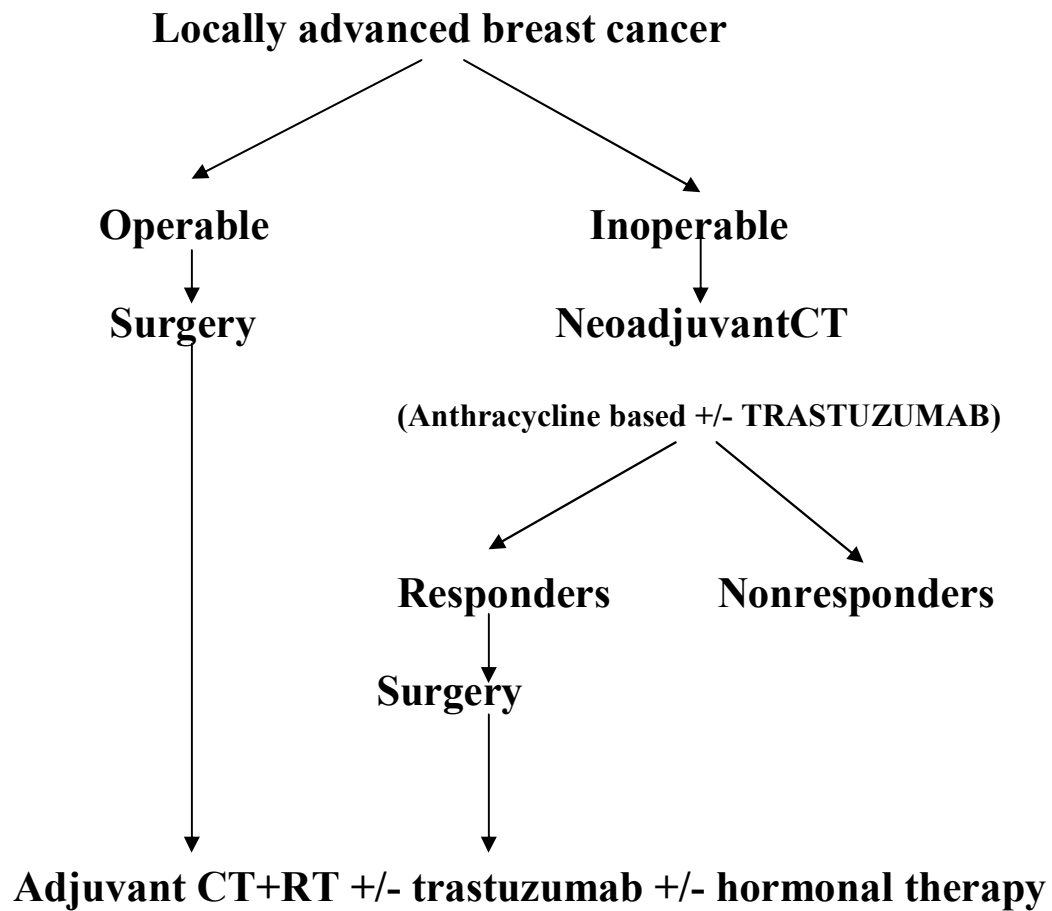 Locally advanced breast cancer
Operable
Inoperable
Surgery
NeoadjuvantCT
(Anthracycline based +/- TRASTUZUMAB)
Responders
Nonresponders
Surgery
Adjuvant CT+RT +/- trastuzumab +/- hormonal therapy